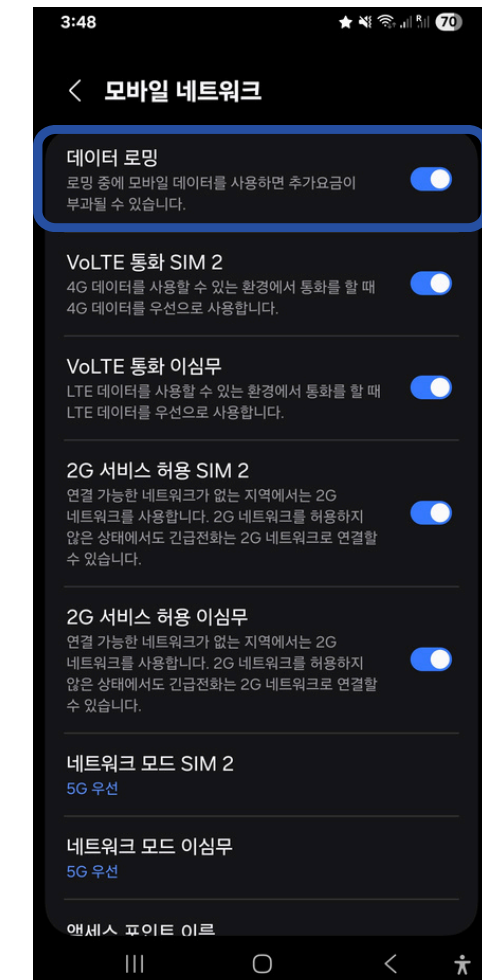 3:48
70
모바일 네트워크
데이터 로밍
로밍 중에 모바일 데이터를 사용하면 추가요금이
부과될 수 있습니다.
VoLTE 통화 SIM 2
4G 데이터를 사용할 수 있는 환경에서 통화를 할 때
4G 데이터를 우선으로 사용합니다.
VoLTE 통화 이심무
LTE 데이터를 사용할 수 있는 환경에서 통화를 할 때
LTE 데이터를 우선으로 사용합니다.
2G 서비스 허용 SIM 2
연결 가능한 네트워크가 없는 지역에서는 2G
네트워크를 사용합니다. 2G 네트워크를 허용하지
않은 상태에서도 긴급전화는 2G 네트워크로 연결할
수 있습니다.
2G 서비스 허용 이심무
연결 가능한 네트워크가 없는 지역에서는 2G
네트워크를 사용합니다. 2G 네트워크를 허용하지
않은 상태에서도 긴급전화는 2G 네트워크로 연결할
수 있습니다.
네트워크 모드 SIM 2
5G 우선
네트워크 모드 이심무
5G 우선
액세스 포인트 이름